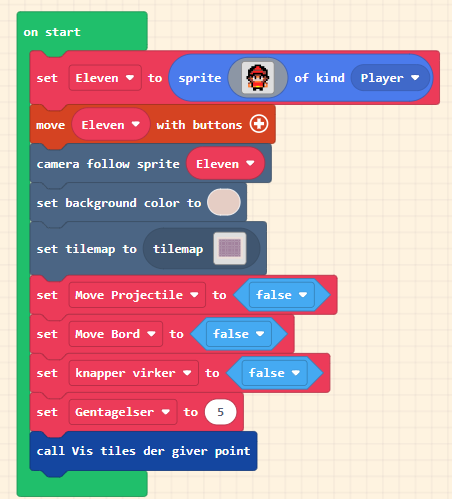 on start
set Eleven to sprite of kind Player
move Eleven with buttons
camera follow sprite Eleven
set background color to
set tilemap to tilemap
set Move Projectile to false
set Move Bord to false
set knapper virker to false
set Gentagelser to 5
call Vis tiles der giver point